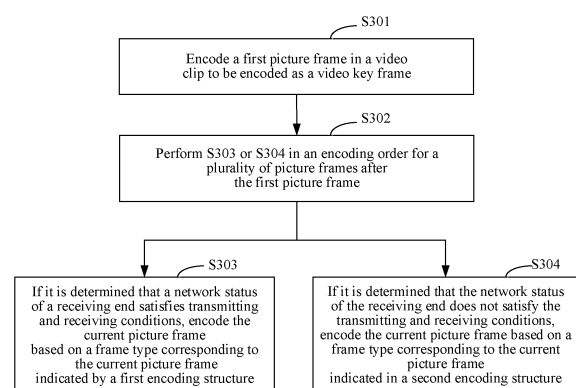 S301
Encode a first picture frame in a video
clip to be encoded as a video key frame
S302
Perform S303 or S304 in an encoding order for a
plurality of picture frames after
the first picture frame
S303
If it is determined that a network status
of a receiving end satisfies transmitting
and receiving conditions, encode the
current picture frame
based on a frame type corresponding to
the current picture frame
indicated by a first encoding structure
S304
If it is determined that the network status
of the receiving end does not satisfy the
transmitting and receiving conditions,
encode the current picture frame based on a
frame type corresponding to the current
picture frame
indicated in a second encoding structure